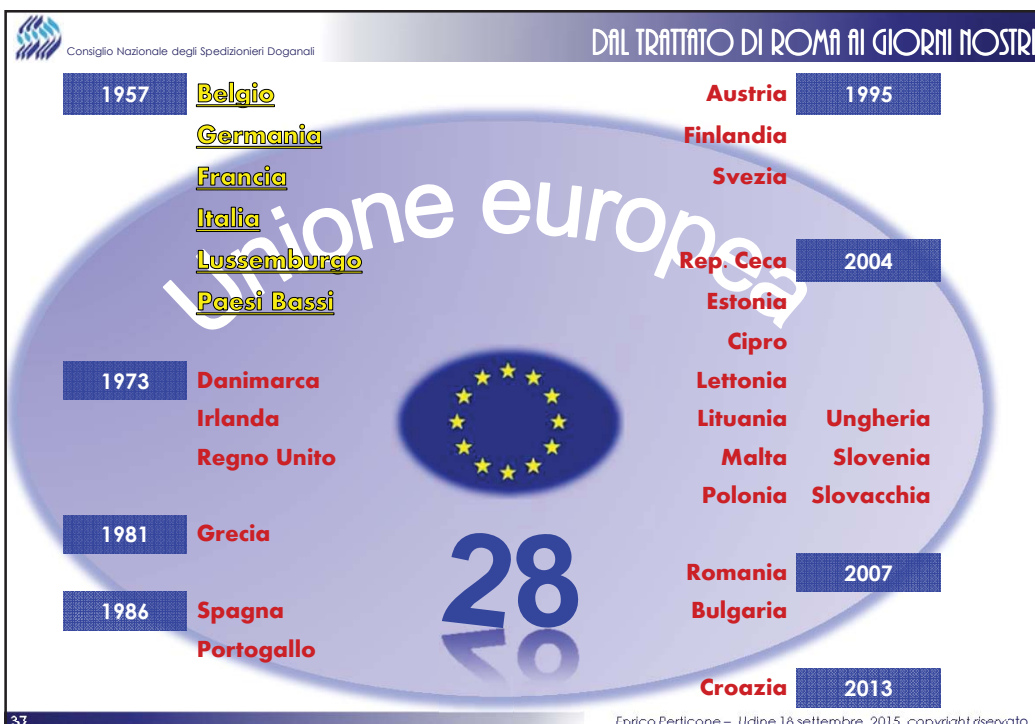 Consiglio Nazionale degli Spedizionieri Doganali
DAL TRATTATO DI ROMA AI GIORNI NOSTRI
Unione europea
1957 Belgio
Germania
Francia
Italia
Lussemburgo
Paesi Bassi
1973 Danimarca
Irlanda
Regno Unito
1981 Grecia
1986 Spagna
Portogallo
28
Austria 1995
Finlandia
Svezia
Rep. Ceca 2004
Estonia
Cipro
Lettonia
Lituania Ungheria
Malta Slovenia
Polonia Slovacchia
Romania 2007
Bulgaria
Croazia 2013
37
Enrico Perticone – Udine 18 settembre 2015 copyright riservato